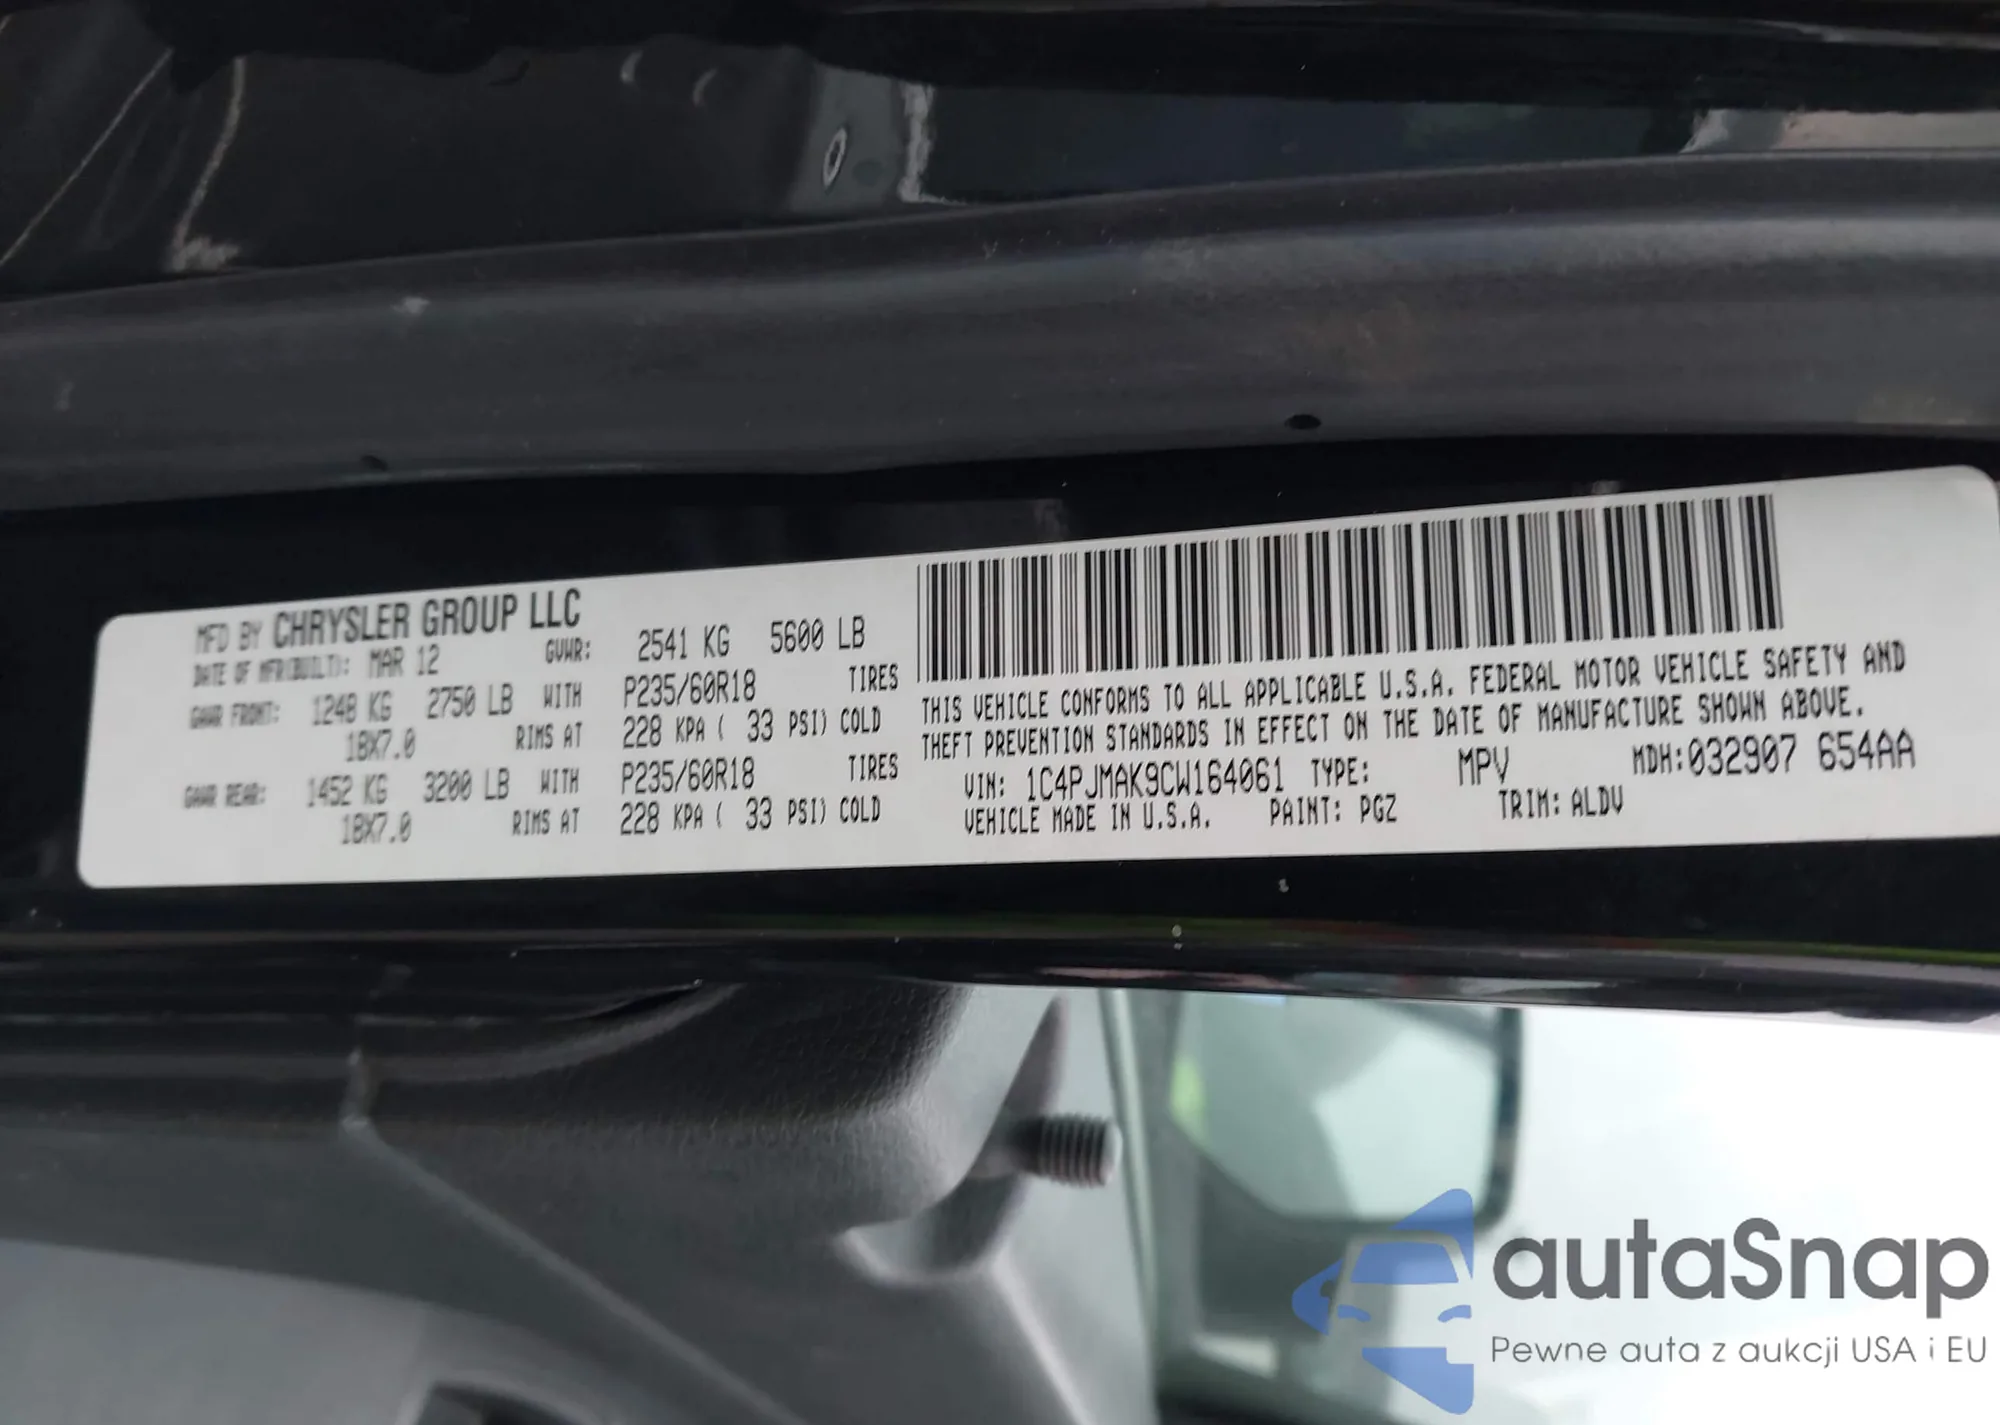 MFD BY CHRYSLER GROUP LLC
DATE OF MFR(BUILT): MAR 12 GVWR: 2541 KG 5600 LB
GAWR FRONT: 1248 KG 2750 LB WITH P235/60R18 TIRES
18X7.0 RIMS AT 228 KPA ( 33 PSI) COLD
GAWR REAR: 1452 KG 3200 LB WITH P235/60R18 TIRES
18X7.0 RIMS AT 228 KPA ( 33 PSI) COLD
THIS VEHICLE CONFORMS TO ALL APPLICABLE U.S.A. FEDERAL MOTOR VEHICLE SAFETY AND
THEFT PREVENTION STANDARDS IN EFFECT ON THE DATE OF MANUFACTURE SHOWN ABOVE.
VIN: 1C4PJMAK9CW164061 TYPE: MPV MDH:032907 654AA
VEHICLE MADE IN U.S.A. PAINT: PGZ TRIM: ALDV
autaSnap
Pewne auta z aukcji USA i EU